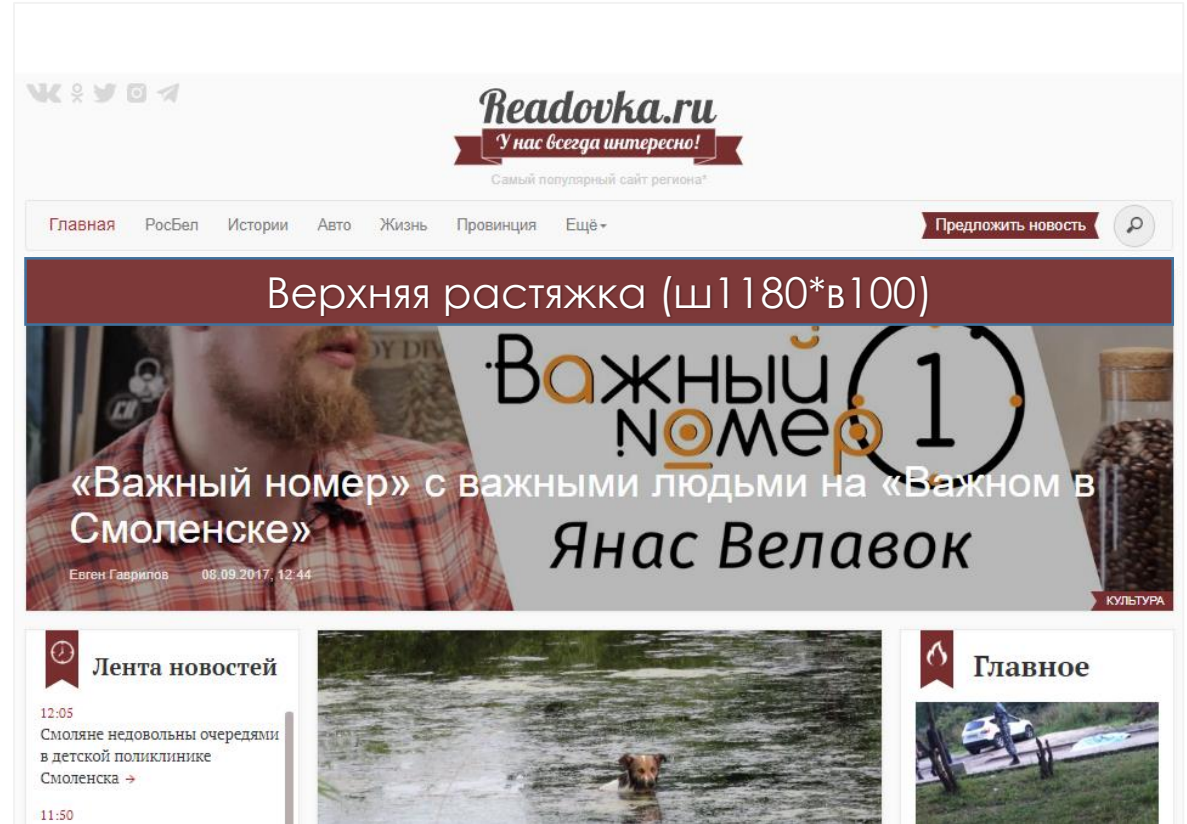 Readovka.ru
У нас всегда интересно!
Самый популярный сайт региона*
Главная РосБел Истории Авто Жизнь Провинция Ещё
Предложить новость
Верхняя растяжка (ш1180*в100)
Важный
Nомер 1
«Важный номер» с важными людьми на «Важном в
Смоленске»
Янас Велавок
Евген Гаврилов 08.09.2017, 12:44
КУЛЬТУРА
Лента новостей
12:05
Смоляне недовольны очередями
в детской поликлинике
Смоленска →
11:50
Главное